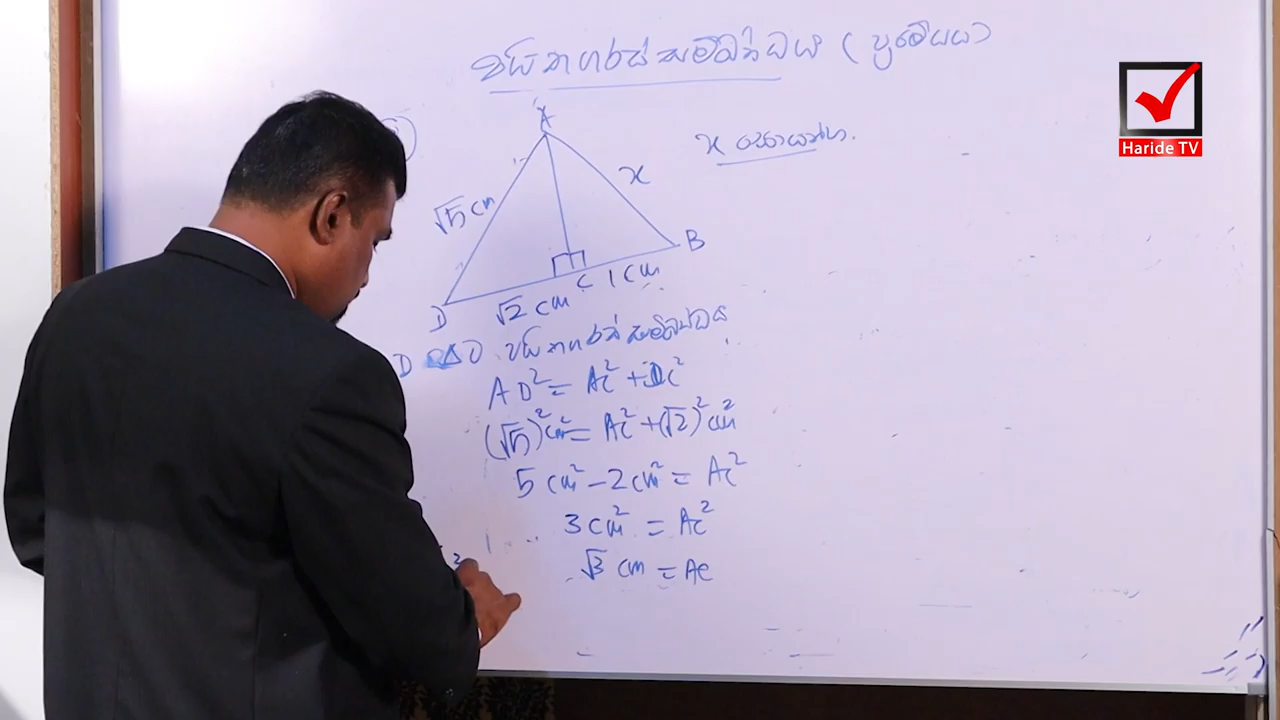 පයිතගරස් සම්බන්ධය ( ප්‍රමේයය )
A
x සොයන්න.
√5 cm
x
B
D
√2 cm
C
1 cm
D Δට පයිතගරස් සම්බන්ධය
AD² = AC² + DC²
(√5)² cm² = AC² + (√2)² cm²
5 cm² - 2 cm² = AC²
3 cm² = AC²
√3 cm = AC
2
Haride TV